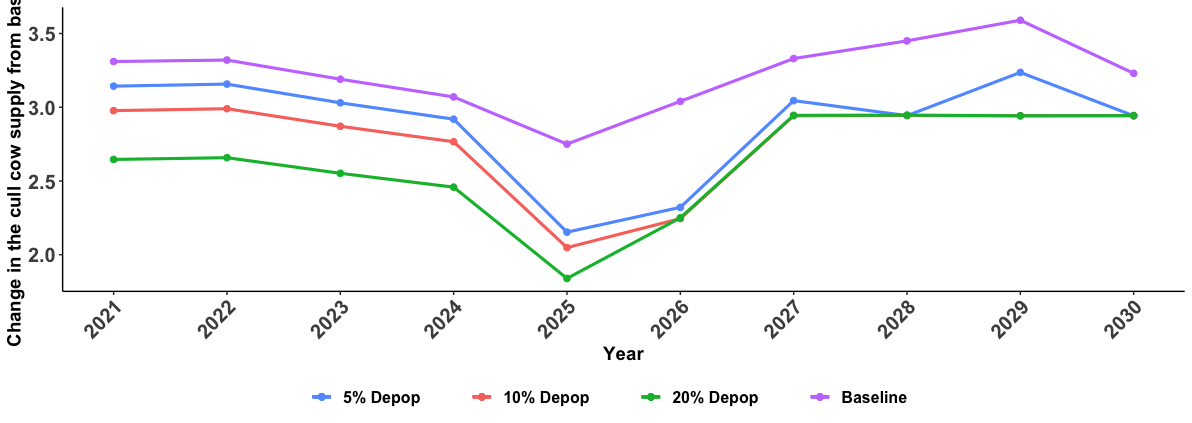 Change in the cull cow supply from bas
3.5
3.0
2.5
2.0
2021 2022 2023 2024 2025 2026 2027 2028 2029 2030
Year
5% Depop 10% Depop 20% Depop Baseline